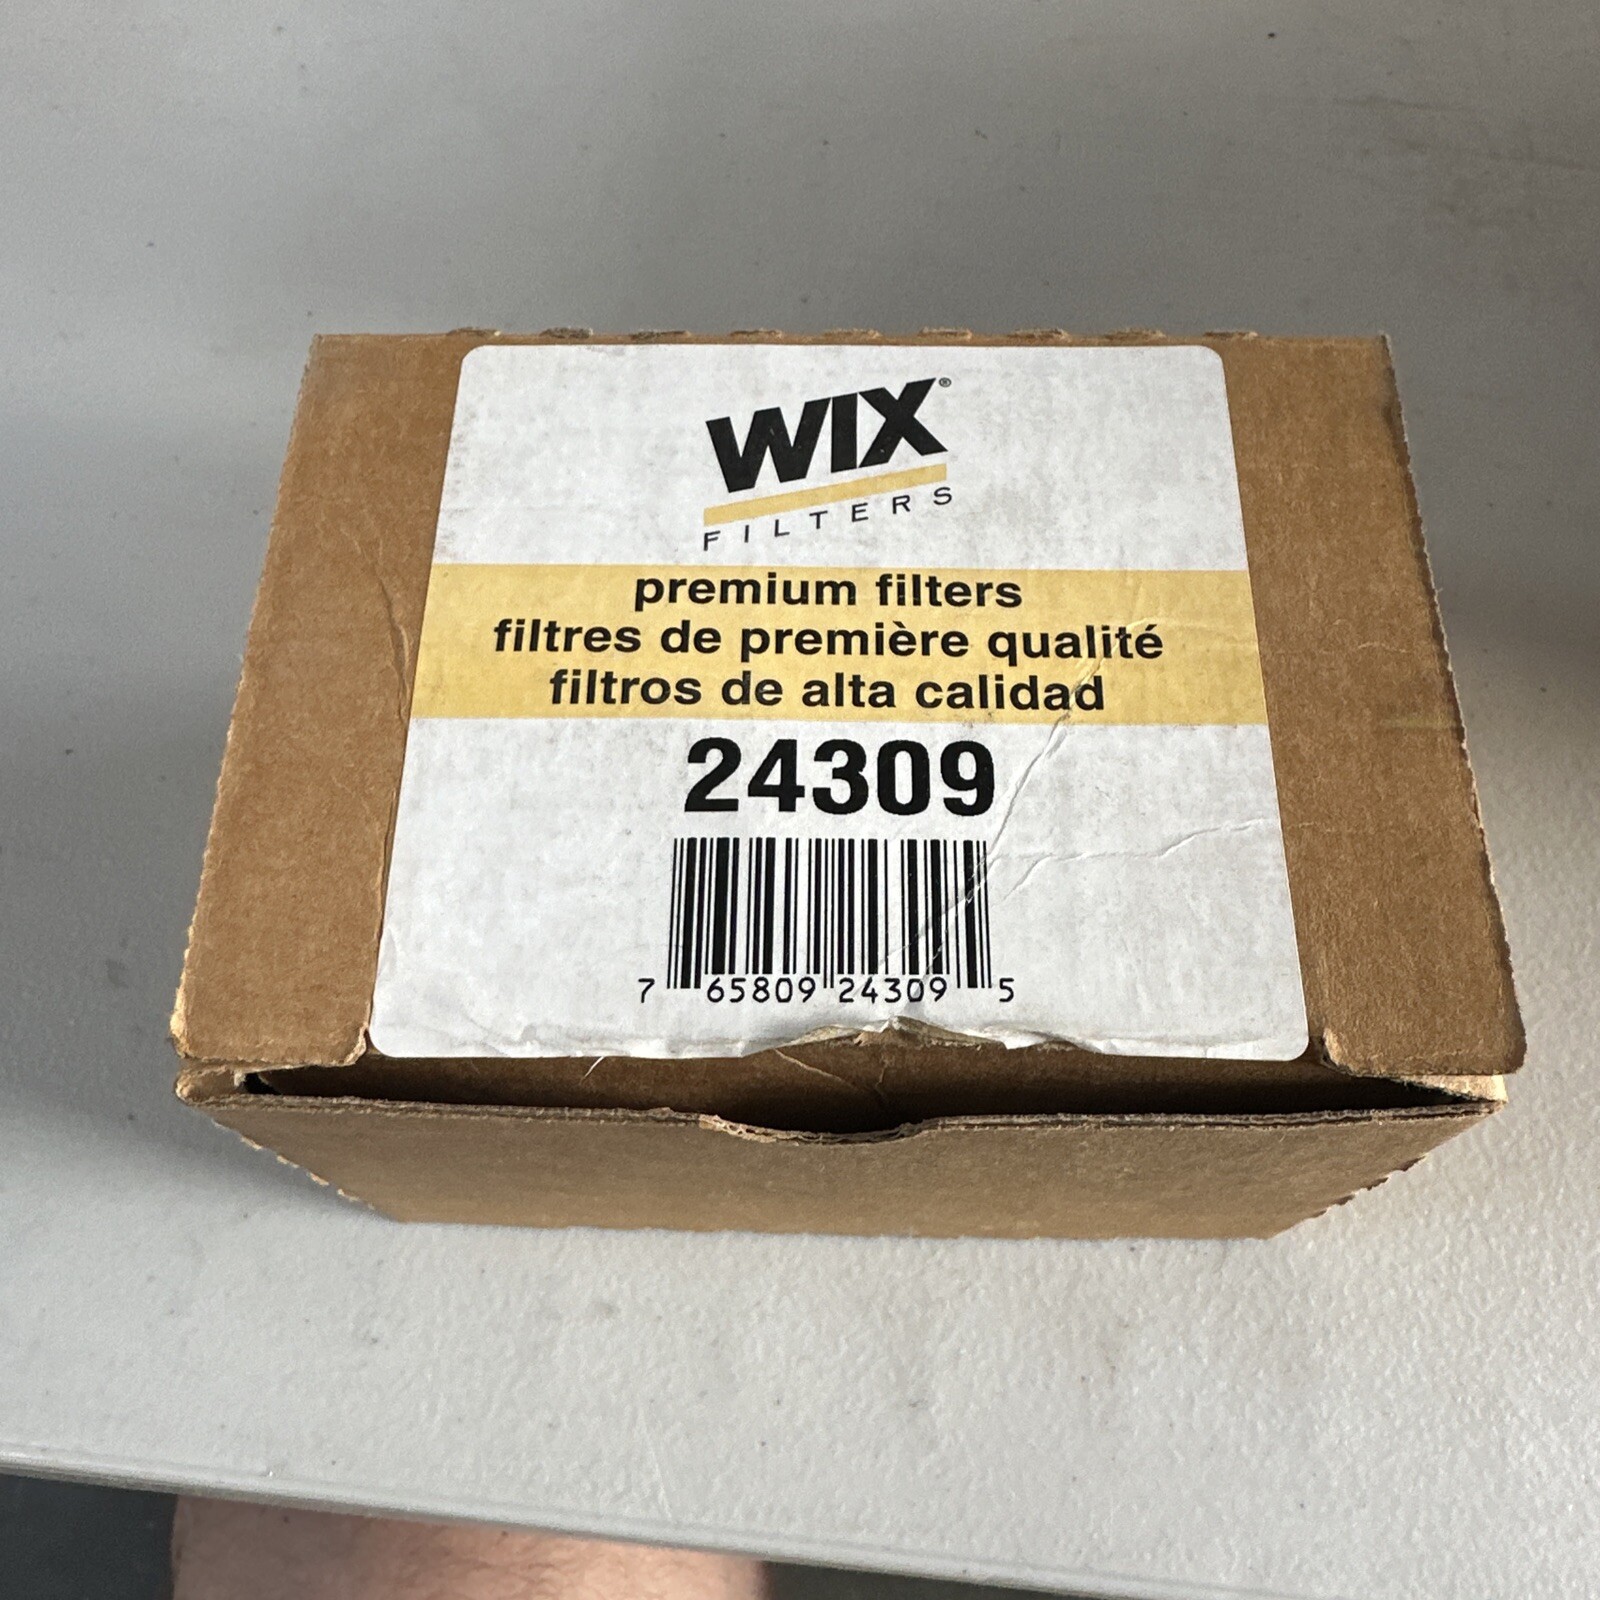 WIX®
FILTERS
premium filters
filtres de première qualité
filtros de alta calidad
24309
7 65809 24309 5